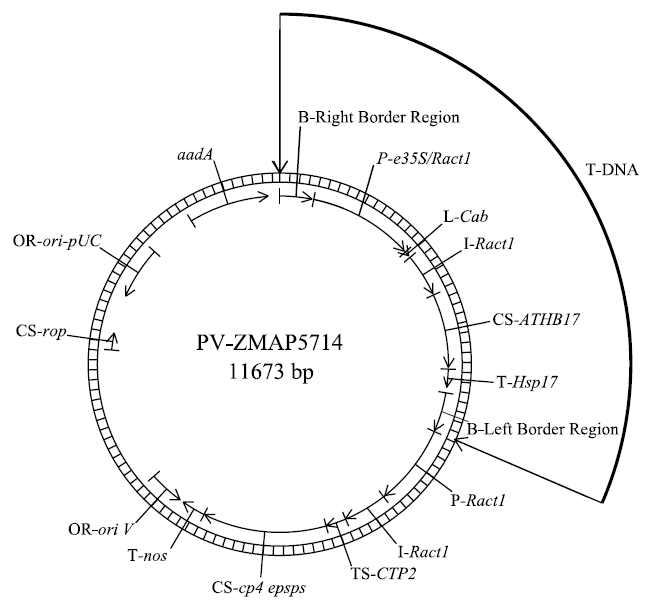 B-Right Border Region
aadA
P-e35S/Ract1
T-DNA
L-Cab
OR-ori-pUC
I-Ract1
CS-rop
CS-ATHB17
PV-ZMAP5714
11673 bp
T-Hsp17
B-Left Border Region
P-Ract1
OR-ori V
I-Ract1
T-nos
TS-CTP2
CS-cp4 epsps